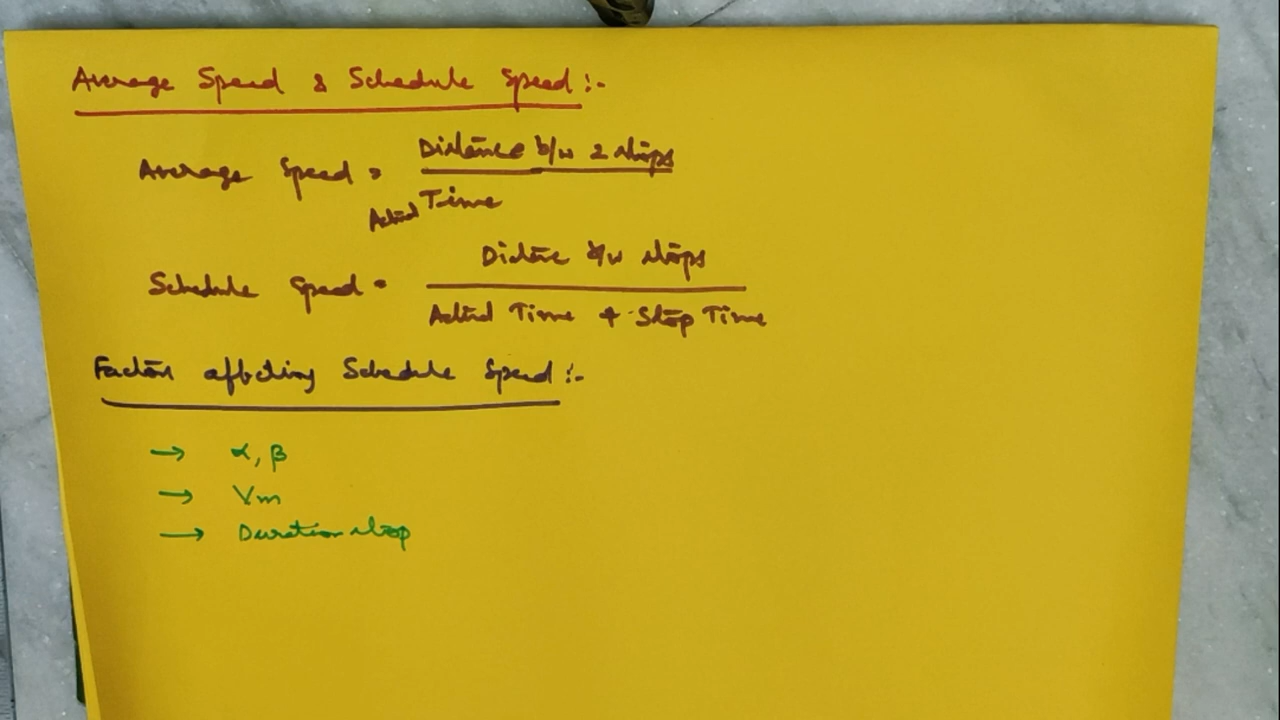 Average Speed & Schedule Speed :-
Average Speed = Distance b/w 2 stops
Actual Time
Schedule Speed = Distance b/w stops
Actual Time + Stop Time
Factors affecting Schedule Speed :-
→ α, β
→ Vm
→ Duration stop